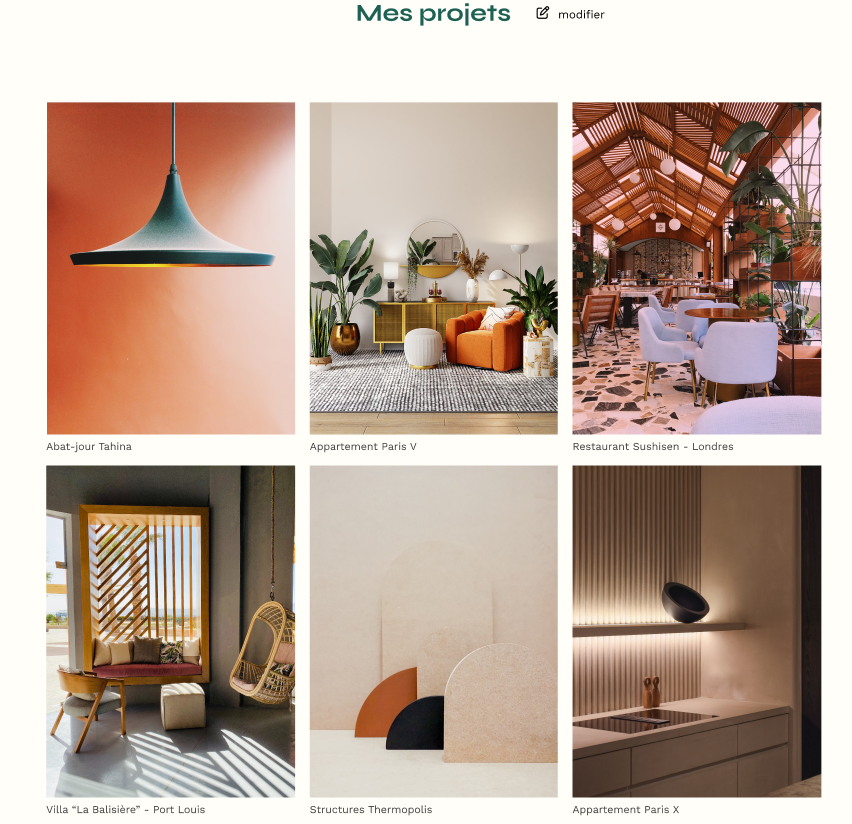 Mes projets
modifier
Abat-jour Tahina
Appartement Paris V
Restaurant Sushisen - Londres
Villa “La Balisière” - Port Louis
Structures Thermopolis
Appartement Paris X